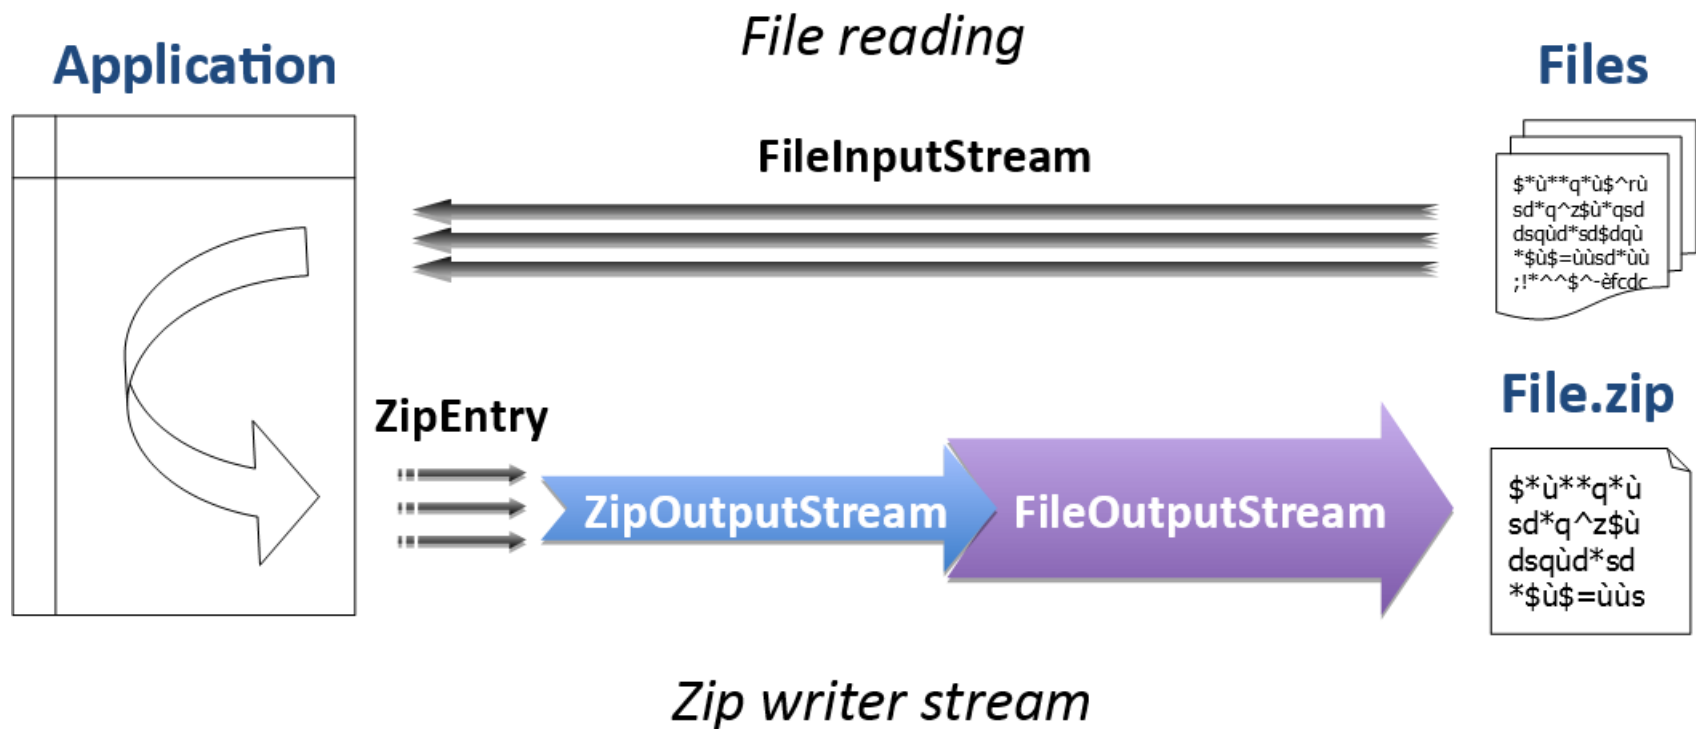 File reading
Application
Files
FileInputStream
$*ù**q*ù$^rù
sd*q^z$ù*qsd
dsqùd*sd$dqù
*$ù$=ùùsd*ùù
;!*^^$^-èfcdc
File.zip
ZipEntry
ZipOutputStream
FileOutputStream
$*ù**q*ù
sd*q^z$ù
dsqùd*sd
*$ù$=ùùs
Zip writer stream